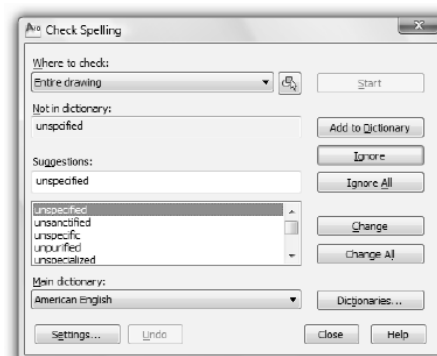 Check Spelling
Where to check:
Entire drawing
Start
Not in dictionary:
unspcified
Add to Dictionary
Ignore
Suggestions:
unspecified
Ignore All
unspecified
unsanctified
unspecific
unpurified
unspecialized
Change
Change All
Main dictionary:
American English
Dictionaries...
Settings...
Undo
Close
Help